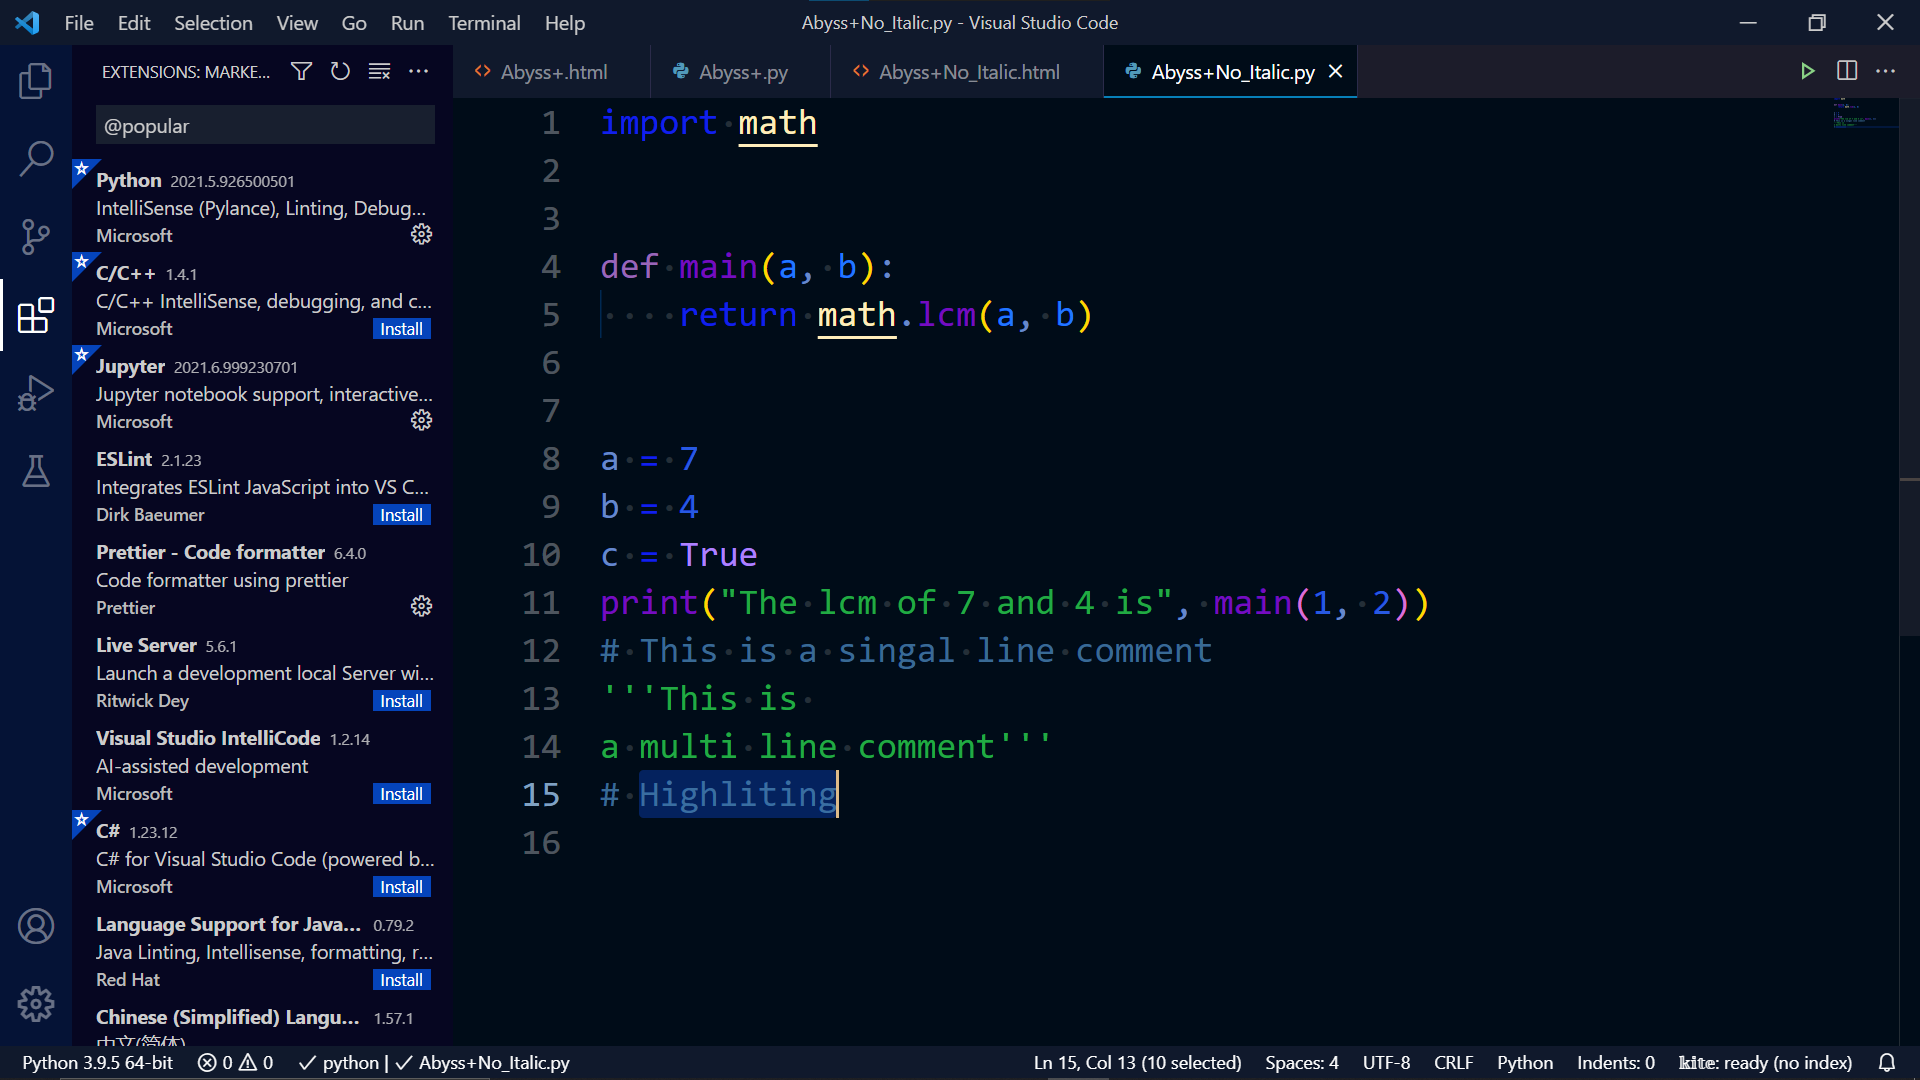 File Edit Selection View Go Run Terminal Help
Abyss+No_Italic.py - Visual Studio Code
EXTENSIONS: MARKE...
Abyss+.html
Abyss+.py
Abyss+No_Italic.html
Abyss+No_Italic.py
@popular
Python 2021.5.926500501
IntelliSense (Pylance), Linting, Debug...
Microsoft
C/C++ 1.4.1
C/C++ IntelliSense, debugging, and c...
Microsoft Install
Jupyter 2021.6.999230701
Jupyter notebook support, interactive...
Microsoft
ESLint 2.1.23
Integrates ESLint JavaScript into VS C...
Dirk Baeumer Install
Prettier - Code formatter 6.4.0
Code formatter using prettier
Prettier
Live Server 5.6.1
Launch a development local Server wi...
Ritwick Dey Install
Visual Studio IntelliCode 1.2.14
AI-assisted development
Microsoft Install
C# 1.23.12
C# for Visual Studio Code (powered b...
Microsoft Install
Language Support for Java... 0.79.2
Java Linting, Intellisense, formatting, r...
Red Hat Install
Chinese (Simplified) Langu... 1.57.1
中文(简体)
1 import math
2
3
4 def main(a, b):
5 return math.lcm(a, b)
6
7
8 a = 7
9 b = 4
10 c = True
11 print("The lcm of 7 and 4 is", main(1, 2))
12 # This is a singal line comment
13 '''This is
14 a multi line comment'''
15 # Highliting
16
Python 3.9.5 64-bit 0 0 python | Abyss+No_Italic.py
Ln 15, Col 13 (10 selected) Spaces: 4 UTF-8 CRLF Python Indents: 0 kite: ready (no index)